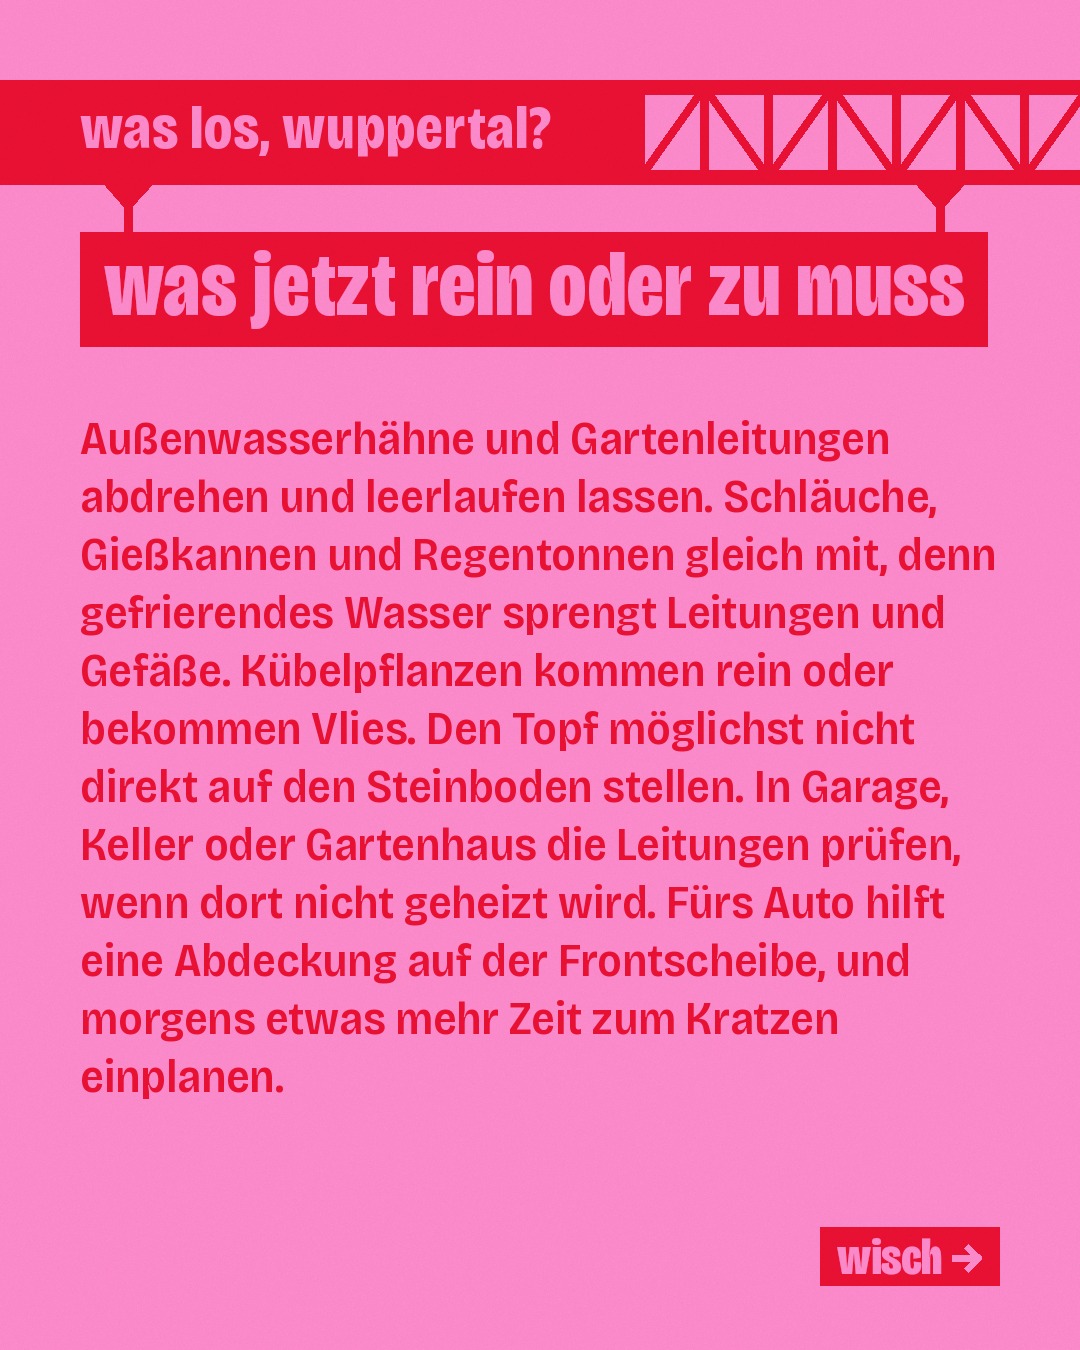 was los, wuppertal?
was jetzt rein oder zu muss
Außenwasserhähne und Gartenleitungen
abdrehen und leerlaufen lassen. Schläuche,
Gießkannen und Regentonnen gleich mit, denn
gefrierendes Wasser sprengt Leitungen und
Gefäße. Kübelpflanzen kommen rein oder
bekommen Vlies. Den Topf möglichst nicht
direkt auf den Steinboden stellen. In Garage,
Keller oder Gartenhaus die Leitungen prüfen,
wenn dort nicht geheizt wird. Fürs Auto hilft
eine Abdeckung auf der Frontscheibe, und
morgens etwas mehr Zeit zum Kratzen
einplanen.
wisch →